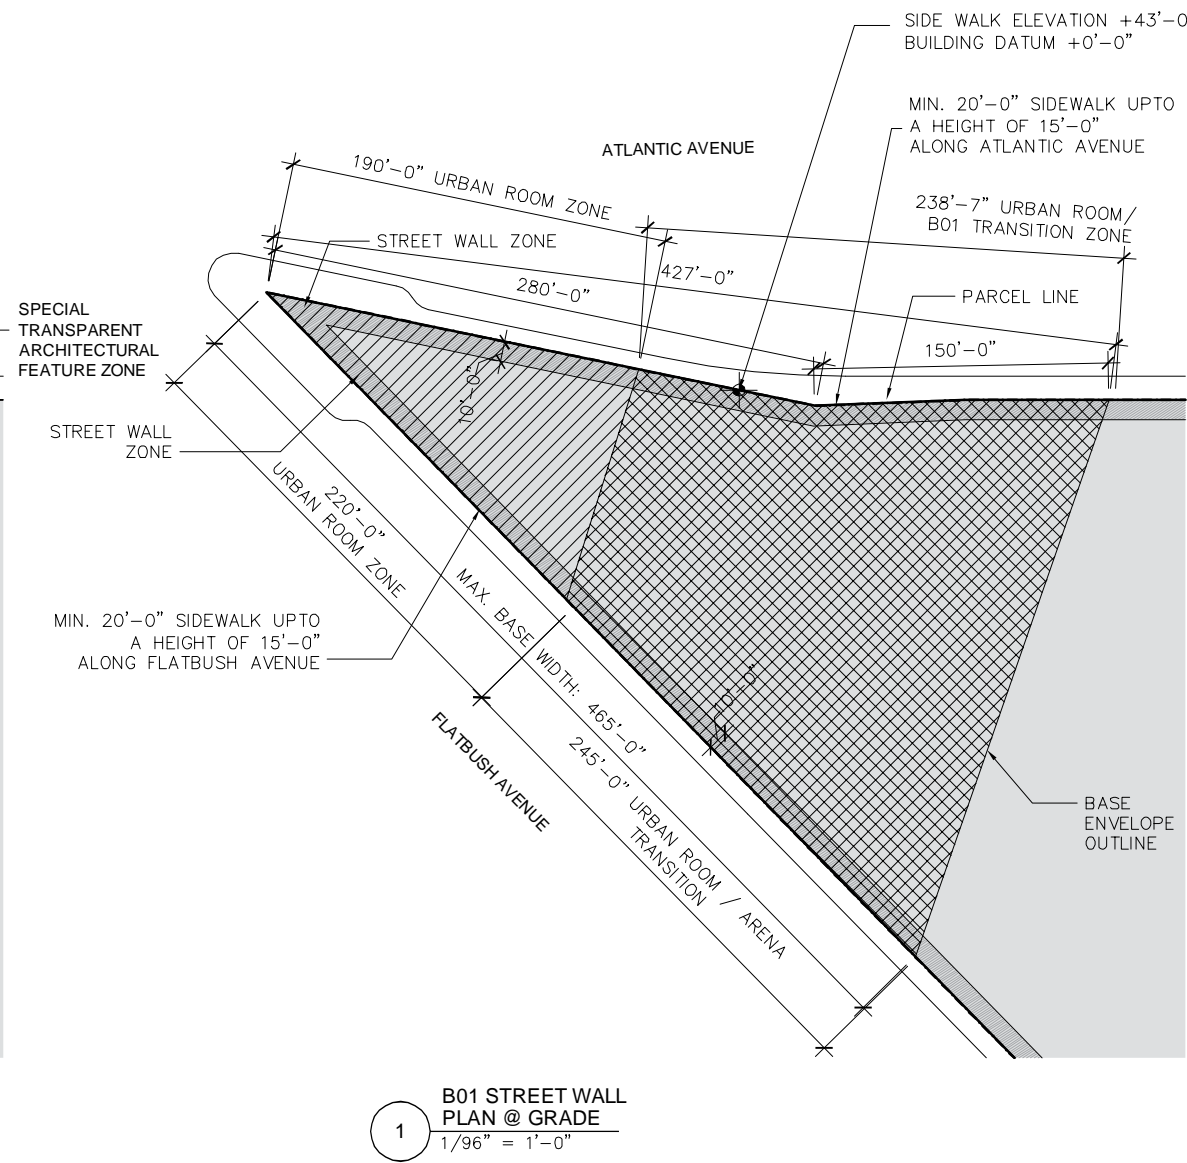 SIDE WALK ELEVATION +43'-0
BUILDING DATUM +0'-0"
MIN. 20'-0" SIDEWALK UPTO
A HEIGHT OF 15'-0"
ALONG ATLANTIC AVENUE
ATLANTIC AVENUE
190'-0" URBAN ROOM ZONE
238'-7" URBAN ROOM/
B01 TRANSITION ZONE
STREET WALL ZONE
427'-0"
280'-0"
PARCEL LINE
SPECIAL
TRANSPARENT
ARCHITECTURAL
FEATURE ZONE
150'-0"
10'-0"
STREET WALL
ZONE
220'-0"
URBAN ROOM ZONE
MAX. BASE WIDTH: 465'-0"
MIN. 20'-0" SIDEWALK UPTO
A HEIGHT OF 15'-0"
ALONG FLATBUSH AVENUE
10'-0"
FLATBUSH AVENUE
245'-0" URBAN ROOM / ARENA
TRANSITION
BASE
ENVELOPE
OUTLINE
1
B01 STREET WALL
PLAN @ GRADE
1/96" = 1'-0"